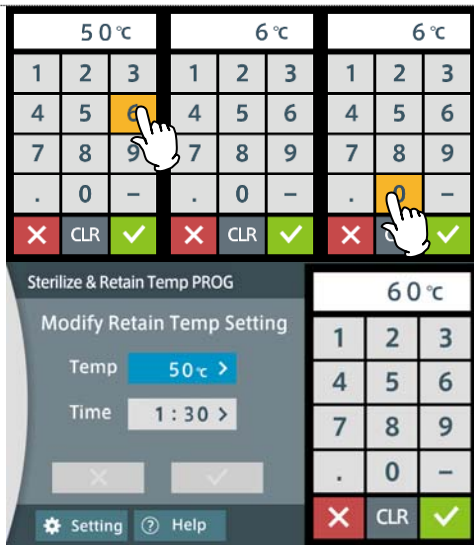 50℃
1 2 3
4 5 6
7 8 9
. 0 −
CLR
6℃
1 2 3
4 5 6
7 8 9
. 0 −
CLR
6℃
1 2 3
4 5 6
7 8 9
. 0 −
Sterilize & Retain Temp PROG
Modify Retain Temp Setting
Temp 50℃ >
Time 1:30 >
Setting ? Help
60℃
1 2 3
4 5 6
7 8 9
. 0 −
CLR